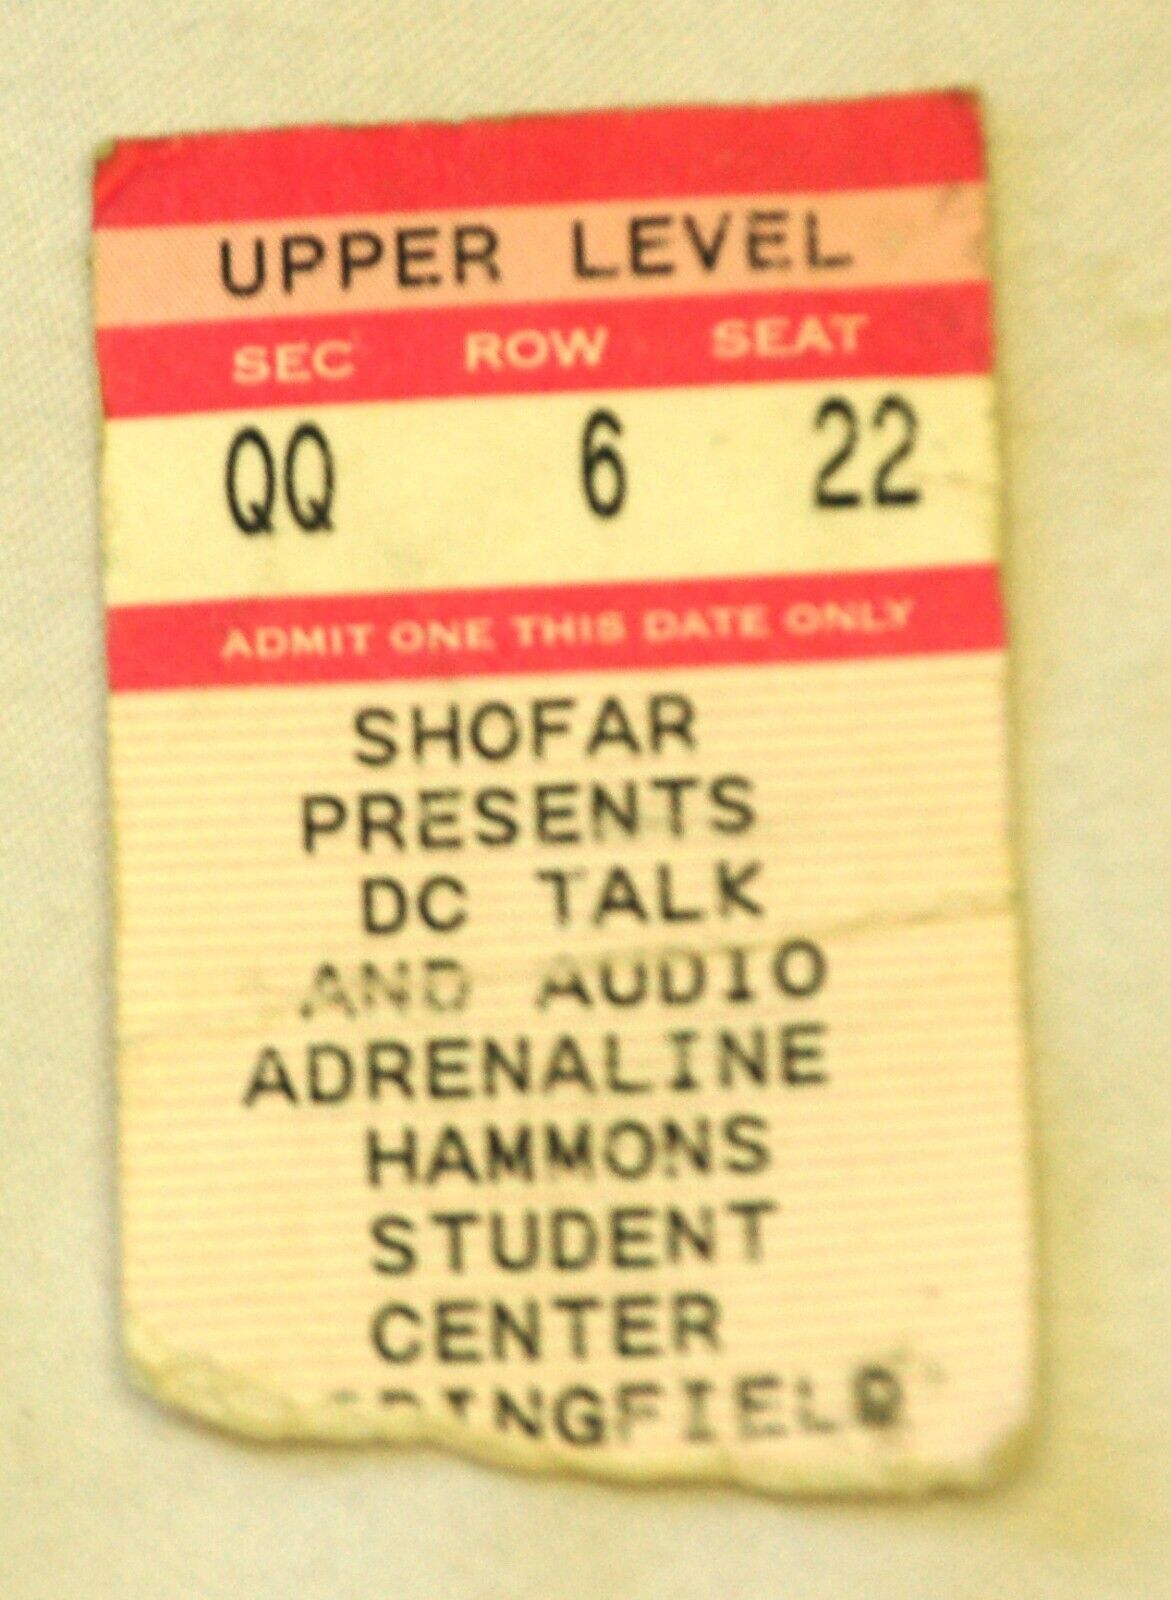 UPPER LEVEL
SEC ROW SEAT
QQ 6 22
ADMIT ONE THIS DATE ONLY
SHOFAR
PRESENTS
DC TALK
AND AUDIO
ADRENALINE
HAMMONS
STUDENT
CENTER
SPRINGFIELD